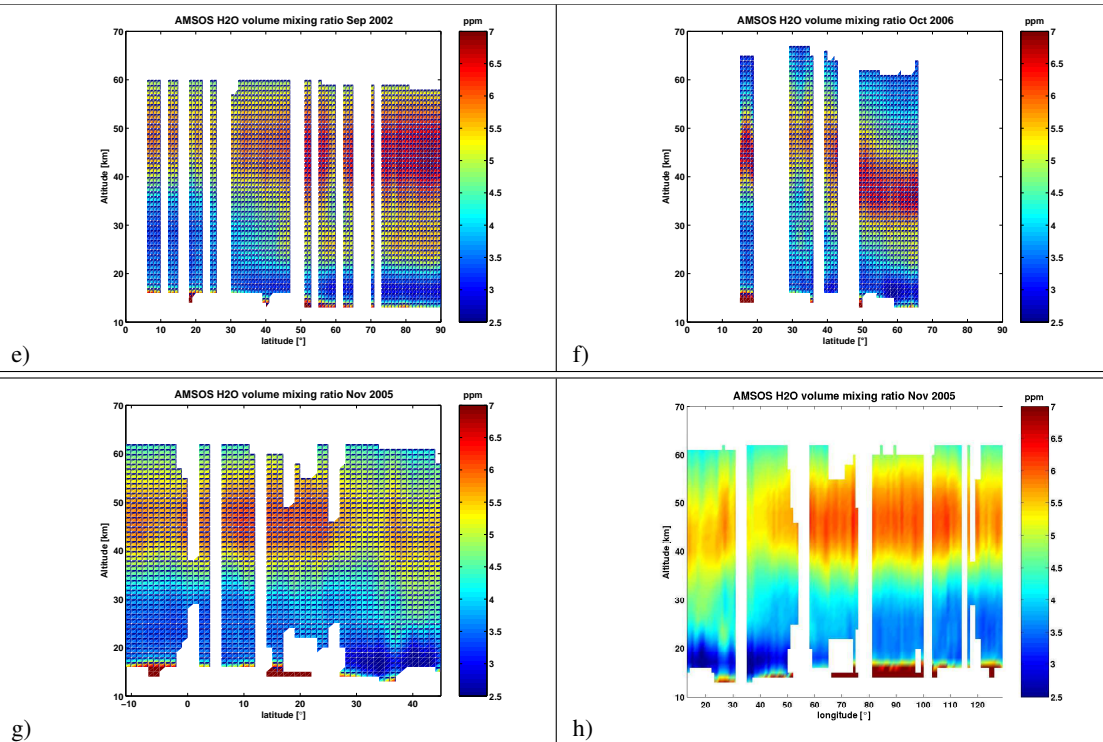 AMSOS H2O volume mixing ratio Sep 2002
ppm
70
60
50
40
30
20
10
Altitude [km]
0 10 20 30 40 50 60 70 80 90
latitude [°]
7
6.5
6
5.5
5
4.5
4
3.5
3
2.5
e)
AMSOS H2O volume mixing ratio Oct 2006
ppm
70
60
50
40
30
20
10
Altitude [km]
0 10 20 30 40 50 60 70 80 90
latitude [°]
7
6.5
6
5.5
5
4.5
4
3.5
3
2.5
f)
AMSOS H2O volume mixing ratio Nov 2005
ppm
70
60
50
40
30
20
10
Altitude [km]
−10 0 10 20 30 40
latitude [°]
7
6.5
6
5.5
5
4.5
4
3.5
3
2.5
g)
AMSOS H2O volume mixing ratio Nov 2005
ppm
70
60
50
40
30
20
10
Altitude [km]
20 30 40 50 60 70 80 90 100 110 120
longitude [°]
7
6.5
6
5.5
5
4.5
4
3.5
3
2.5
h)